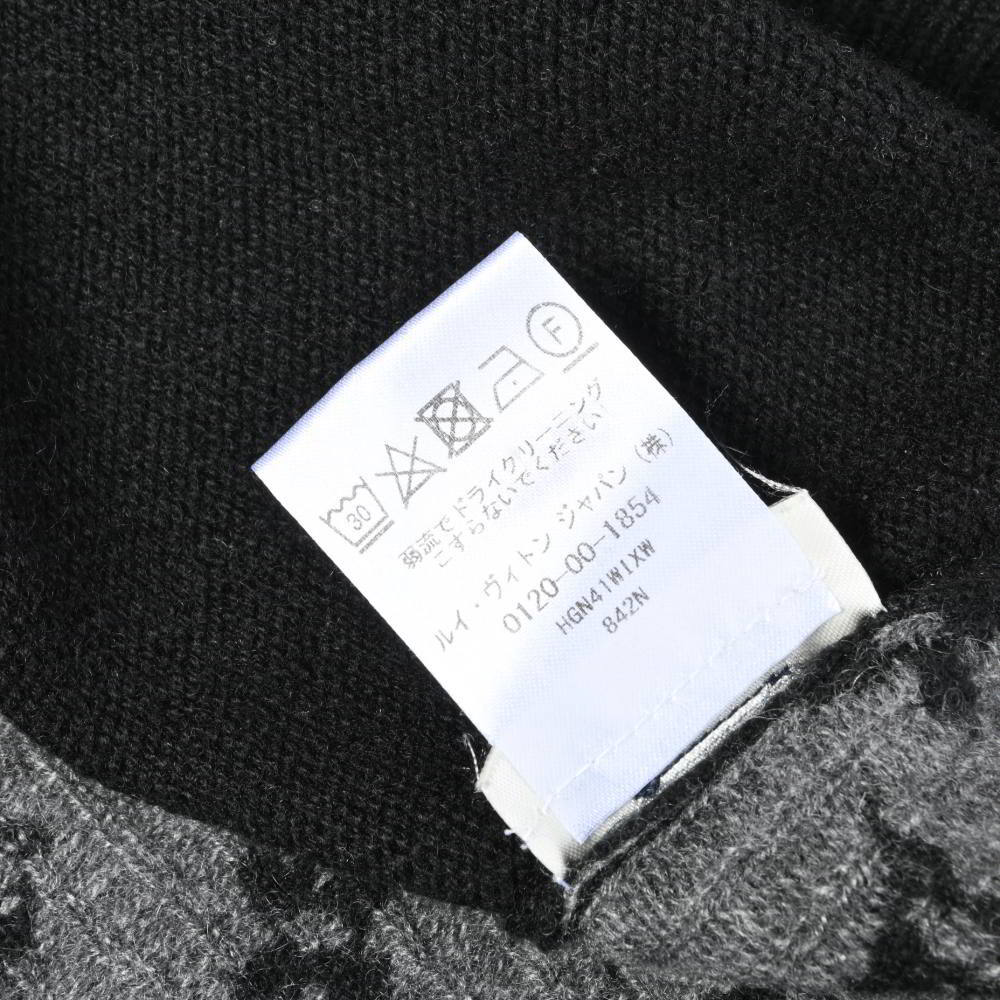 30 F
弱流でドライクリーニング
こすらないでください
ルイ・ヴィトン ジャパン (株)
0120-00-1854
HGN41WIXW
842N